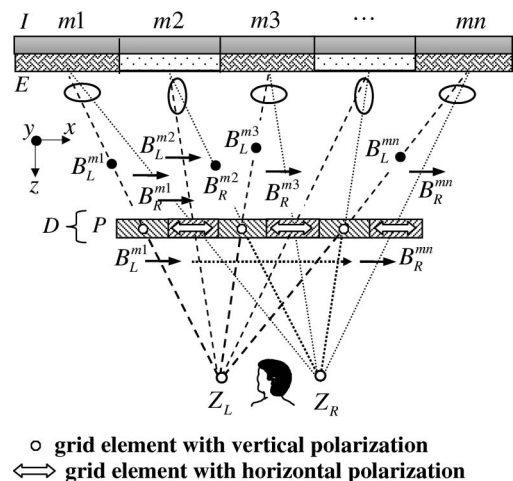 I m1 m2 m3 ··· mn
E
y x
z
B_L^{m1} B_L^{m2} B_R^{m1} B_R^{m2} B_L^{m3} B_R^{m3} B_L^{mn} B_R^{mn}
D { P
B_L^{m1} B_R^{mn}
Z_L Z_R
grid element with vertical polarization
grid element with horizontal polarization